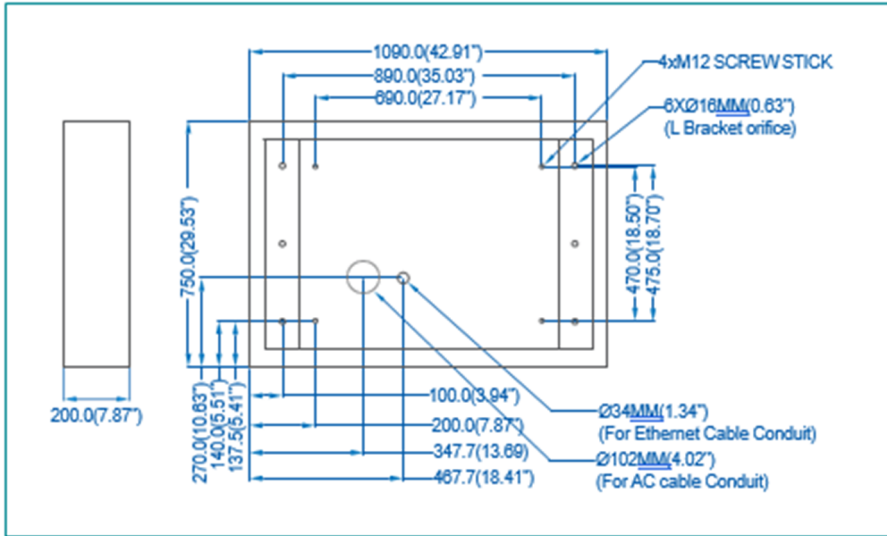 1090.0(42.91")
890.0(35.03")
690.0(27.17")
4xM12 SCREW STICK
6XØ16MM(0.63")
(L Bracket orifice)
750.0(29.53")
470.0(18.50")
475.0(18.70")
200.0(7.87")
270.0(10.63")
140.0(5.51")
137.5(5.41")
100.0(3.94")
200.0(7.87")
347.7(13.69)
467.7(18.41")
Ø34MM(1.34")
(For Ethernet Cable Conduit)
Ø102MM(4.02")
(For AC cable Conduit)